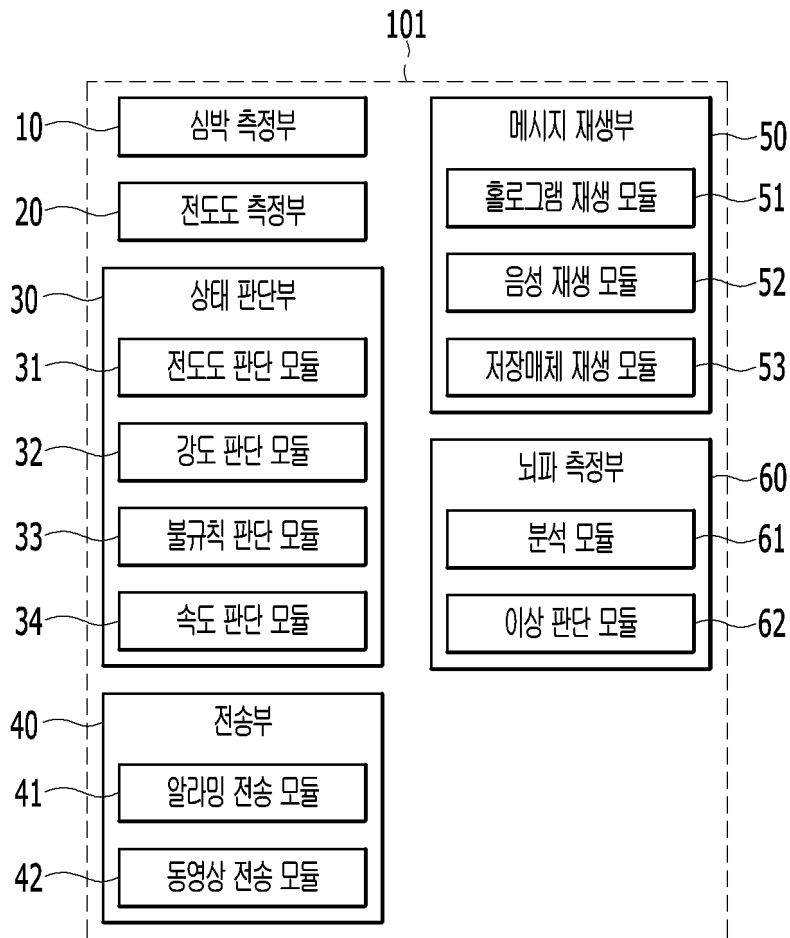 101
10 심박 측정부
20 전도도 측정부
30 상태 판단부
31 전도도 판단 모듈
32 강도 판단 모듈
33 불규칙 판단 모듈
34 속도 판단 모듈
40 전송부
41 알라밍 전송 모듈
42 동영상 전송 모듈
메시지 재생부 50
홀로그램 재생 모듈 51
음성 재생 모듈 52
저장매체 재생 모듈 53
뇌파 측정부 60
분석 모듈 61
이상 판단 모듈 62